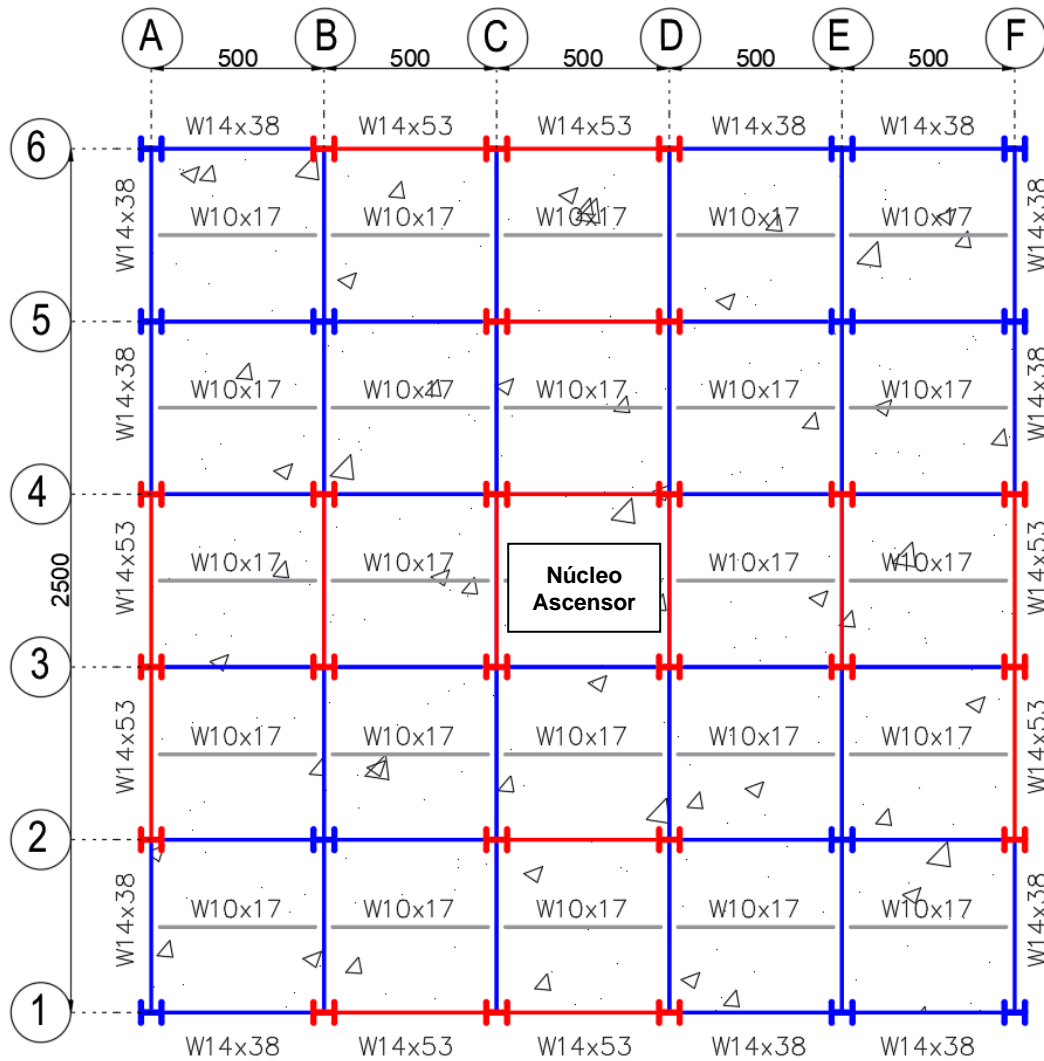 A B C D E F
500 500 500 500 500
W14x38 W14x53 W14x53 W14x38 W14x38
6
W14x38
W10x17 W10x17 W10x17 W10x17 W10x17
W14x38
5
W14x38
W10x17 W10x17 W10x17 W10x17 W10x17
W14x38
4
2500
W14x53
W10x17 W10x17 W10x17 W10x17
W14x53
Núcleo
Ascensor
3
W14x53
W10x17 W10x17 W10x17 W10x17 W10x17
W14x53
2
W14x38
W10x17 W10x17 W10x17 W10x17 W10x17
W14x38
1
W14x38 W14x53 W14x53 W14x38 W14x38